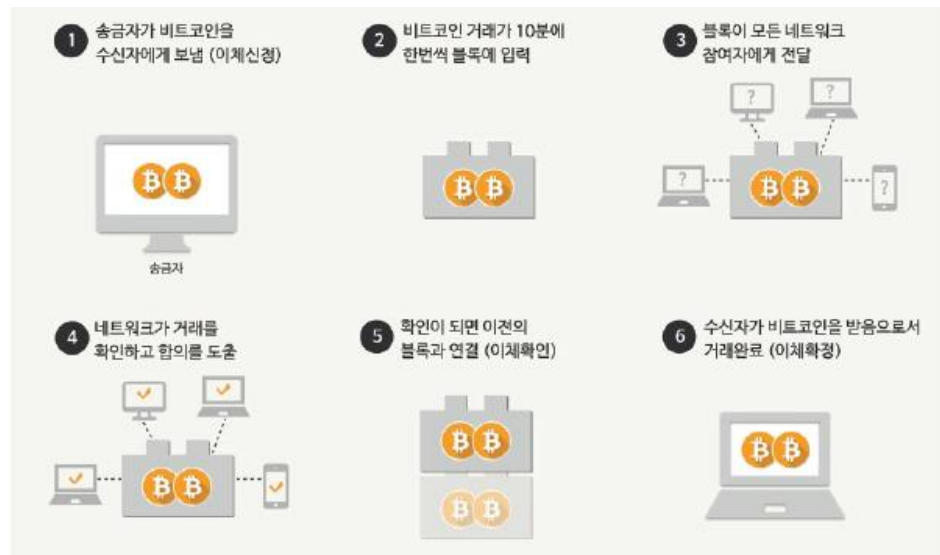 1 송금자가 비트코인을
수신자에게 보냄 (이체신청)
송금자
2 비트코인 거래가 10분에
한번씩 블록에 입력
3 블록이 모든 네트워크
참여자에게 전달
?
?
?
?
4 네트워크가 거래를
확인하고 합의를 도출
5 확인이 되면 이전의
블록과 연결 (이체확인)
6 수신자가 비트코인을 받음으로서
거래완료 (이체확정)